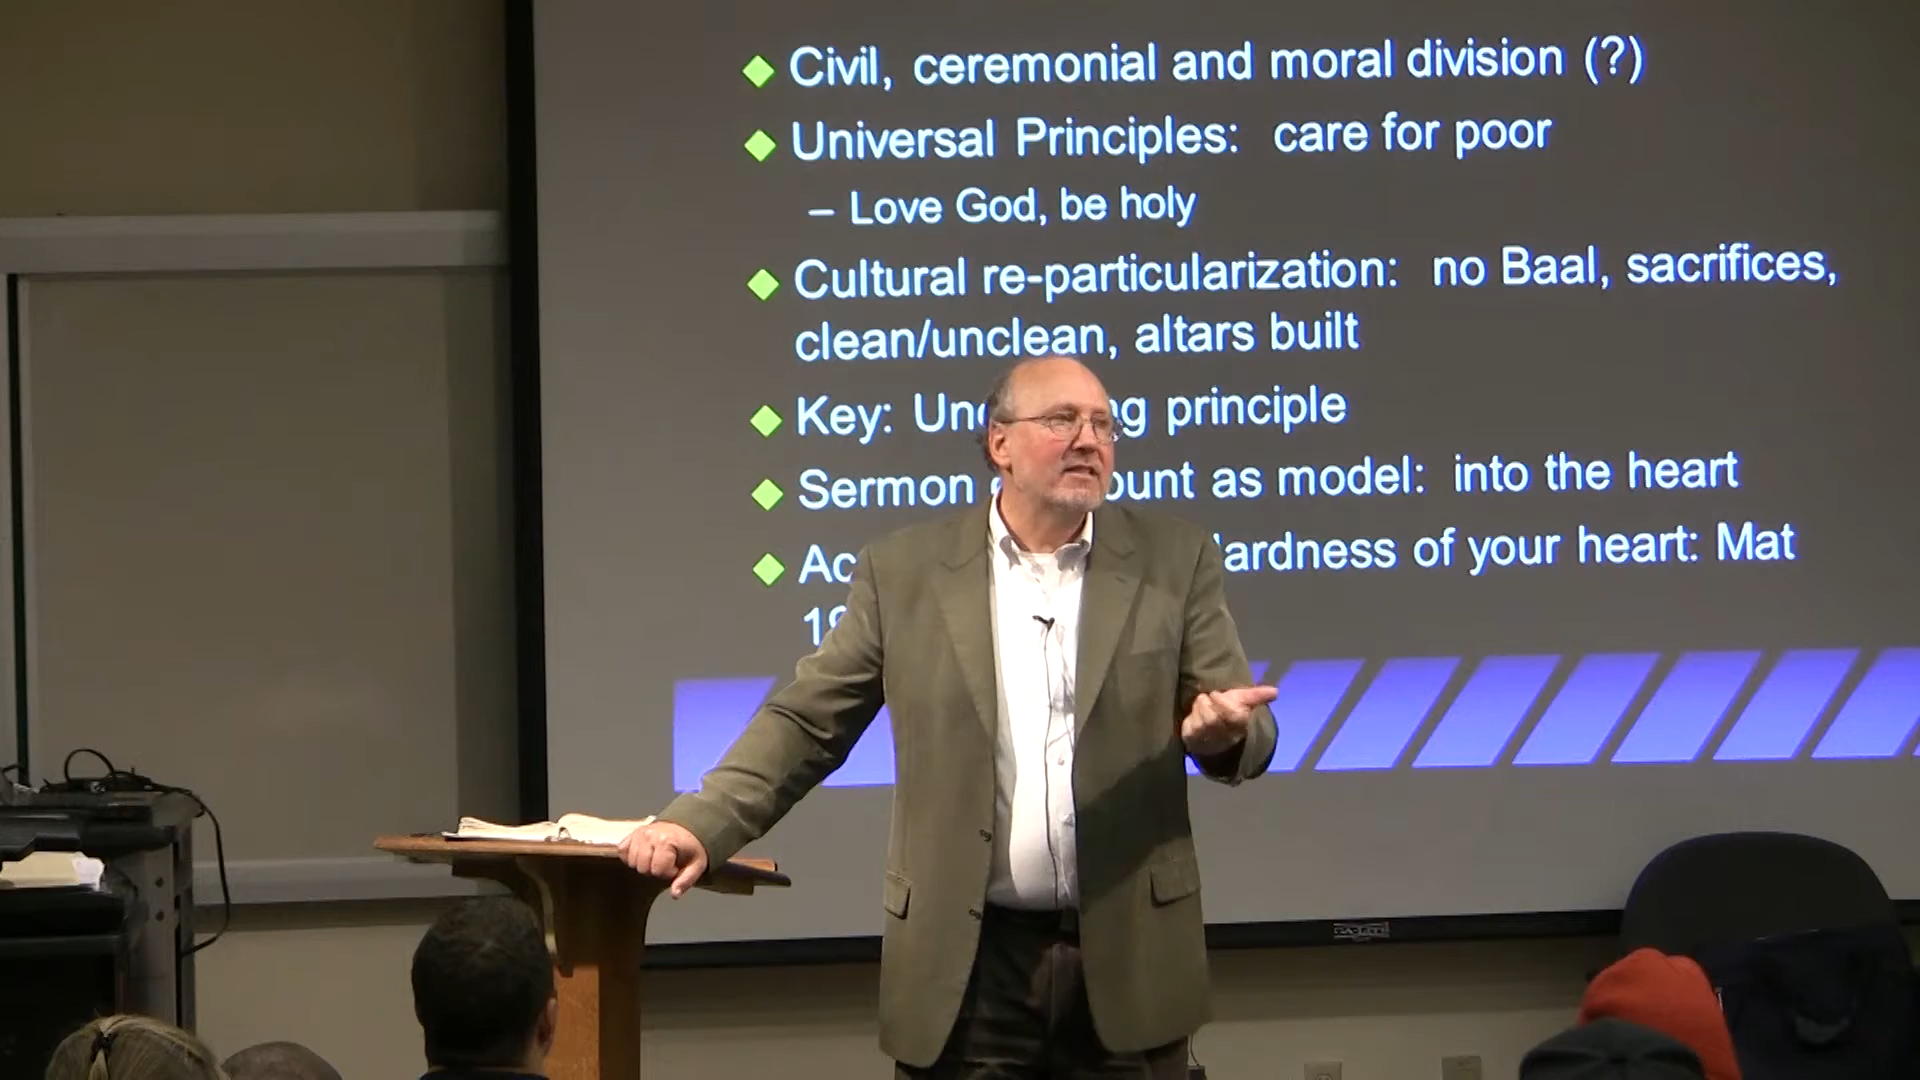 Civil, ceremonial and moral division (?)
Universal Principles: care for poor
– Love God, be holy
Cultural re-particularization: no Baal, sacrifices,
clean/unclean, altars built
Key: principle
Sermon as model: into the heart
of your heart: Mat